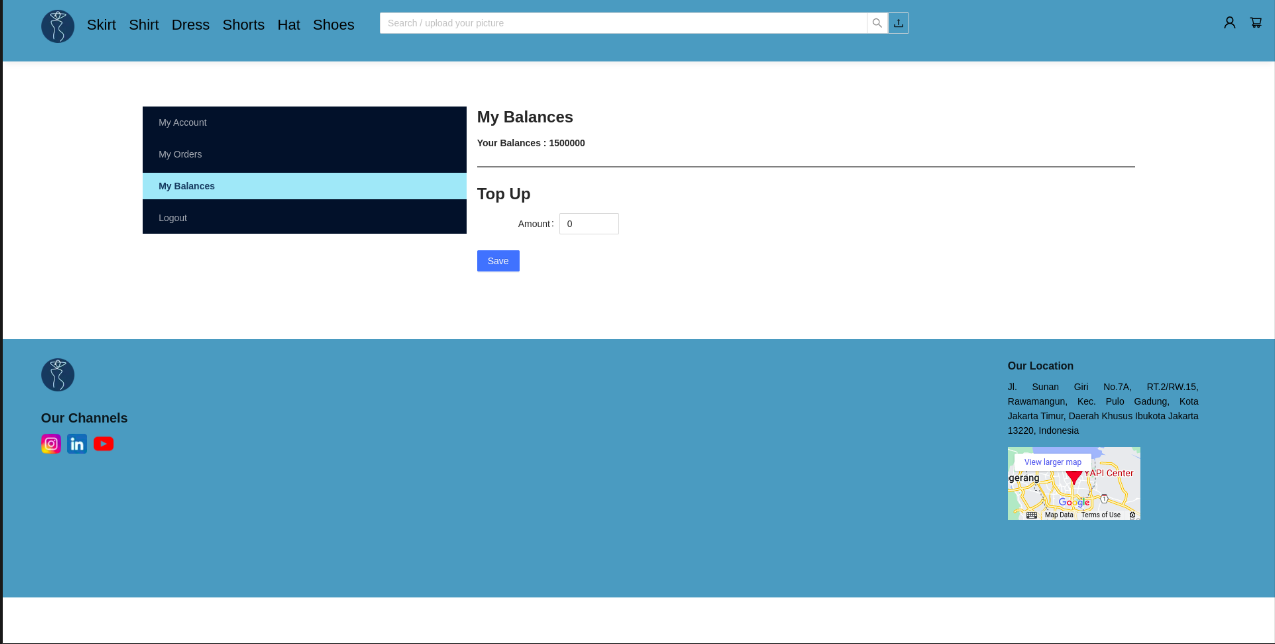 Skirt Shirt Dress Shorts Hat Shoes
Search / upload your picture
My Account
My Orders
My Balances
Logout
My Balances
Your Balances : 1500000
Top Up
Amount : 0
Save
Our Channels
in
Our Location
Jl. Sunan Giri No.7A, RT.2/RW.15,
Rawamangun, Kec. Pulo Gadung, Kota
Jakarta Timur, Daerah Khusus Ibukota Jakarta
13220, Indonesia
View larger map
gerang
YAPI Center
1
Google
Map Data
Terms of Use